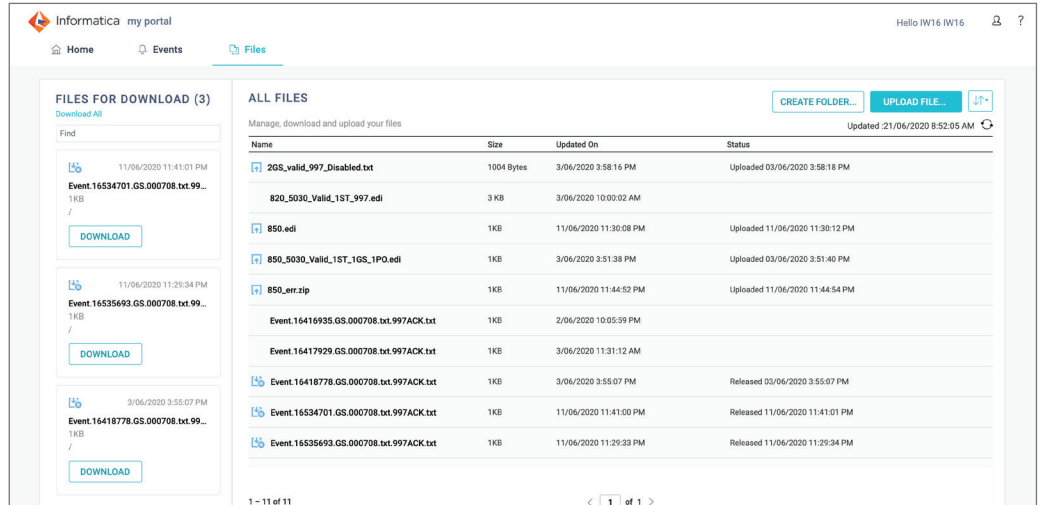 Informatica my portal
Hello IW16 IW16 ?
Home Events Files
FILES FOR DOWNLOAD (3)
Download All
Find
11/06/2020 11:41:01 PM
Event.16534701.GS.000708.txt.99...
1KB
/
DOWNLOAD
11/06/2020 11:29:34 PM
Event.16535693.GS.000708.txt.99...
1KB
/
DOWNLOAD
3/06/2020 3:55:07 PM
Event.16418778.GS.000708.txt.99...
1KB
/
DOWNLOAD
ALL FILES
CREATE FOLDER... UPLOAD FILE...
Manage, download and upload your files
Updated :21/06/2020 8:52:05 AM
Name Size Updated On Status
2GS_valid_997_Disabled.txt 1004 Bytes 3/06/2020 3:58:16 PM Uploaded 03/06/2020 3:58:18 PM
820_5030_Valid_1ST_997.edi 3 KB 3/06/2020 10:00:02 AM
850.edi 1KB 11/06/2020 11:30:08 PM Uploaded 11/06/2020 11:30:12 PM
850_5030_Valid_1ST_1GS_1PO.edi 1KB 3/06/2020 3:51:38 PM Uploaded 03/06/2020 3:51:40 PM
850_err.zip 1KB 11/06/2020 11:44:52 PM Uploaded 11/06/2020 11:44:54 PM
Event.16416935.GS.000708.txt.997ACK.txt 1KB 2/06/2020 10:05:59 PM
Event.16417929.GS.000708.txt.997ACK.txt 1KB 3/06/2020 11:31:12 AM
Event.16418778.GS.000708.txt.997ACK.txt 1KB 3/06/2020 3:55:07 PM Released 03/06/2020 3:55:07 PM
Event.16534701.GS.000708.txt.997ACK.txt 1KB 11/06/2020 11:41:00 PM Released 11/06/2020 11:41:01 PM
Event.16535693.GS.000708.txt.997ACK.txt 1KB 11/06/2020 11:29:33 PM Released 11/06/2020 11:29:34 PM
1 – 11 of 11 < 1 of 1 >